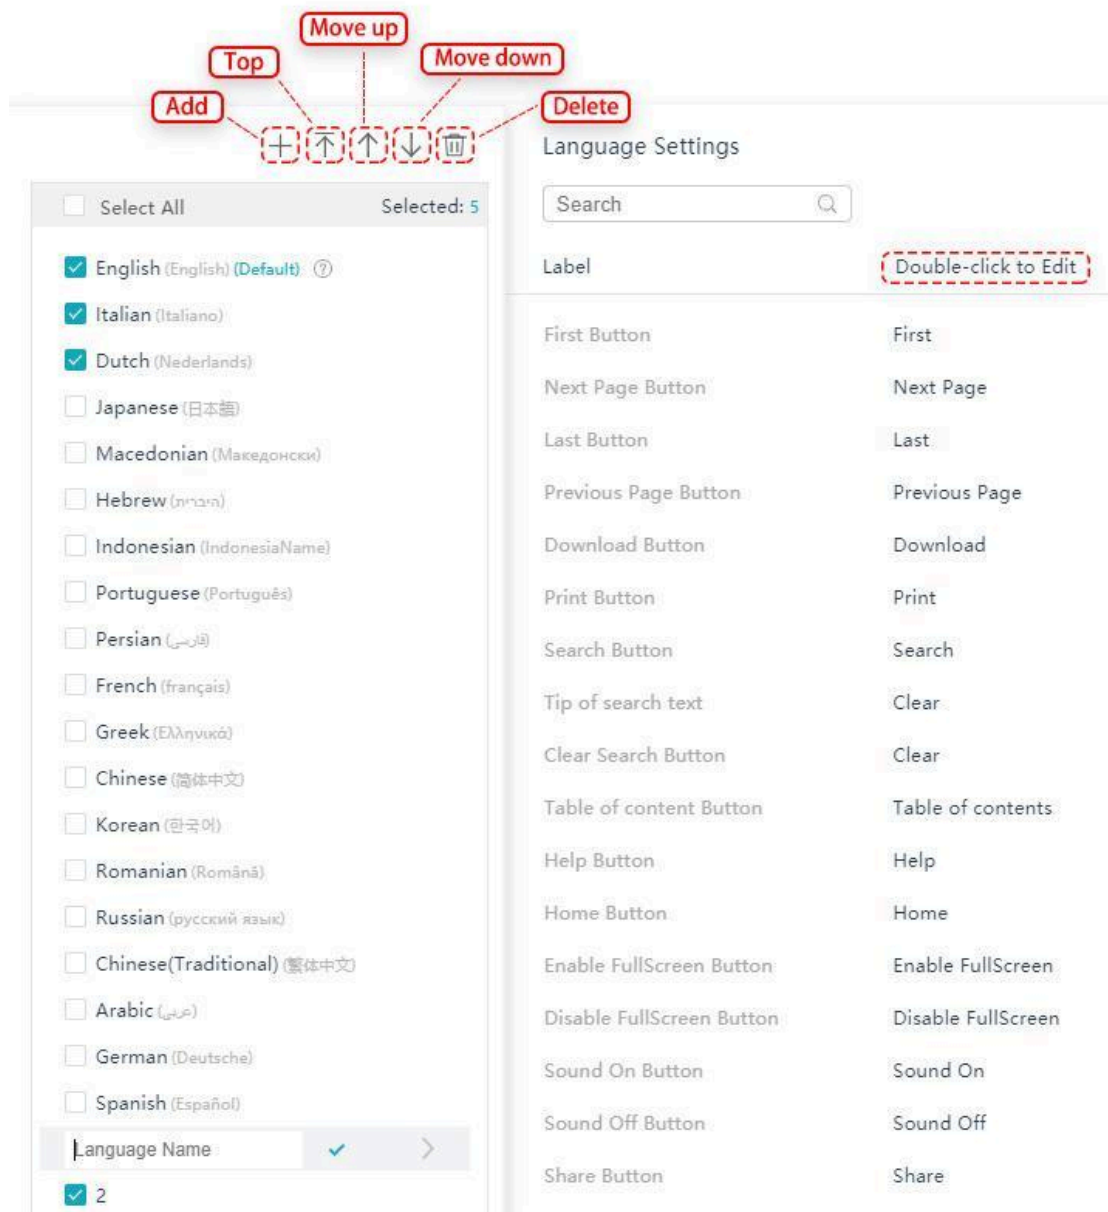 Move up
Top
Move down
Add
Delete
Language Settings
Select All Selected: 5
Search
English (English) (Default)
Label Double-click to Edit
Italian (Italiano)
Dutch (Nederlands)
Japanese (日本語)
Macedonian (Македонски)
Hebrew (היברית)
Indonesian (IndonesiaName)
Portuguese (Português)
Persian (فارسی)
French (français)
Greek (Ελληνικά)
Chinese (简体中文)
Korean (한국어)
Romanian (Română)
Russian (русский язык)
Chinese(Traditional) (繁体中文)
Arabic (عربى)
German (Deutsche)
Spanish (Español)
Language Name
2
First Button First
Next Page Button Next Page
Last Button Last
Previous Page Button Previous Page
Download Button Download
Print Button Print
Search Button Search
Tip of search text Clear
Clear Search Button Clear
Table of content Button Table of contents
Help Button Help
Home Button Home
Enable FullScreen Button Enable FullScreen
Disable FullScreen Button Disable FullScreen
Sound On Button Sound On
Sound Off Button Sound Off
Share Button Share